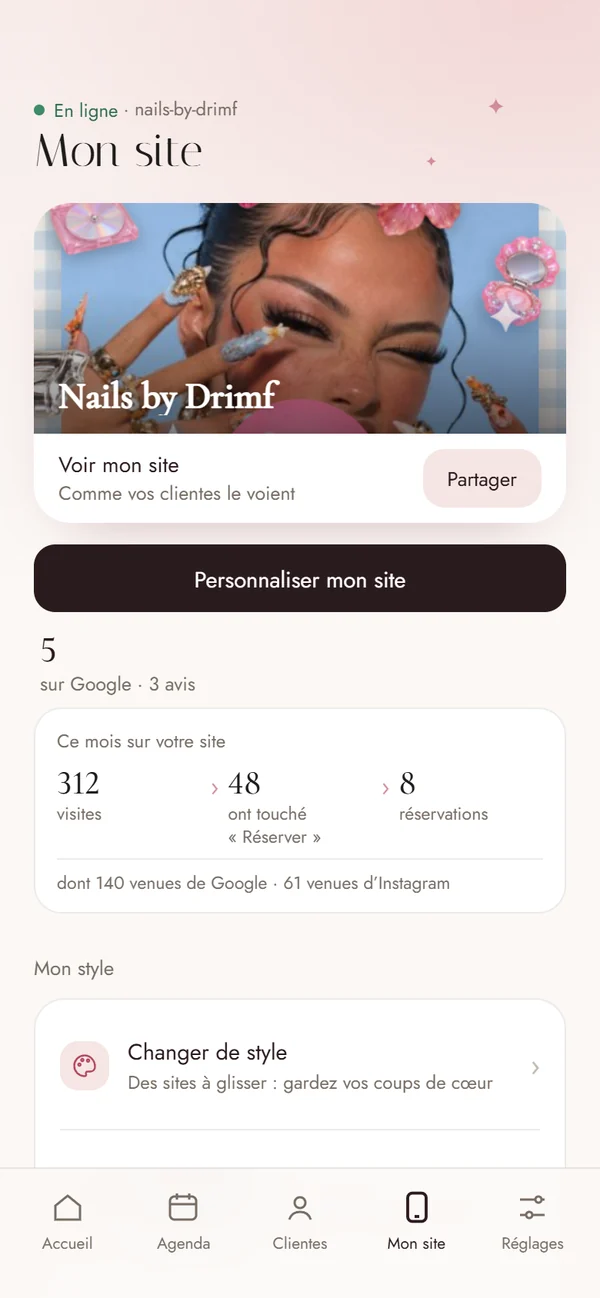 En ligne · nails-by-drimf
Mon site
Nails by Drimf
Voir mon site
Comme vos clientes le voient
Partager
Personnaliser mon site
5
sur Google · 3 avis
Ce mois sur votre site
312 › 48 › 8
visites ont touché réservations
« Réserver »
dont 140 venues de Google · 61 venues d’Instagram
Mon style
Changer de style
Des sites à glisser : gardez vos coups de cœur
Accueil Agenda Clientes Mon site Réglages